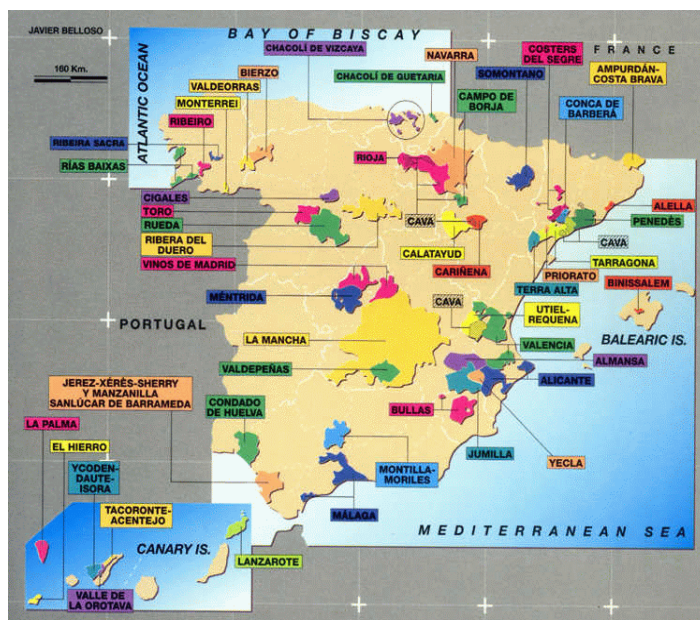 JAVIER BELLOSO
160 Km.
BAY OF BISCAY
ATLANTIC OCEAN
FRANCE
CHACOLÍ DE VIZCAYA
NAVARRA
COSTERS
DEL SEGRE
BIERZO
CHACOLÍ DE GUETARIA
SOMONTANO
AMPURDÁN-
COSTA BRAVA
VALDEORRAS
CAMPO DE
BORJA
CONCA DE
BARBERÁ
MONTERREI
RIBEIRO
RIBEIRA SACRA
RÍAS BAIXAS
RIOJA
CIGALES
TORO
RUEDA
RIBERA DEL
DUERO
VINOS DE MADRID
CAVA
CALATAYUD
CARIÑENA
ALELLA
PENEDÈS
CAVA
TARRAGONA
PRIORATO
TERRA ALTA
BINISSALEM
MÉNTRIDA
CAVA
UTIEL-
REQUENA
PORTUGAL
BALEARIC IS.
LA MANCHA
VALENCIA
VALDEPEÑAS
ALMANSA
ALICANTE
JEREZ-XÉRÈS-SHERRY
Y MANZANILLA
SANLÚCAR DE BARRAMEDA
CONDADO
DE HUELVA
BULLAS
LA PALMA
EL HIERRO
JUMILLA
YECLA
YCODEN-
DAUTE-
ISORA
MONTILLA-
MORILES
TACORONTE-
ACENTEJO
MÁLAGA
MEDITERRANEAN SEA
CANARY IS.
LANZAROTE
VALLE DE
LA OROTAVA